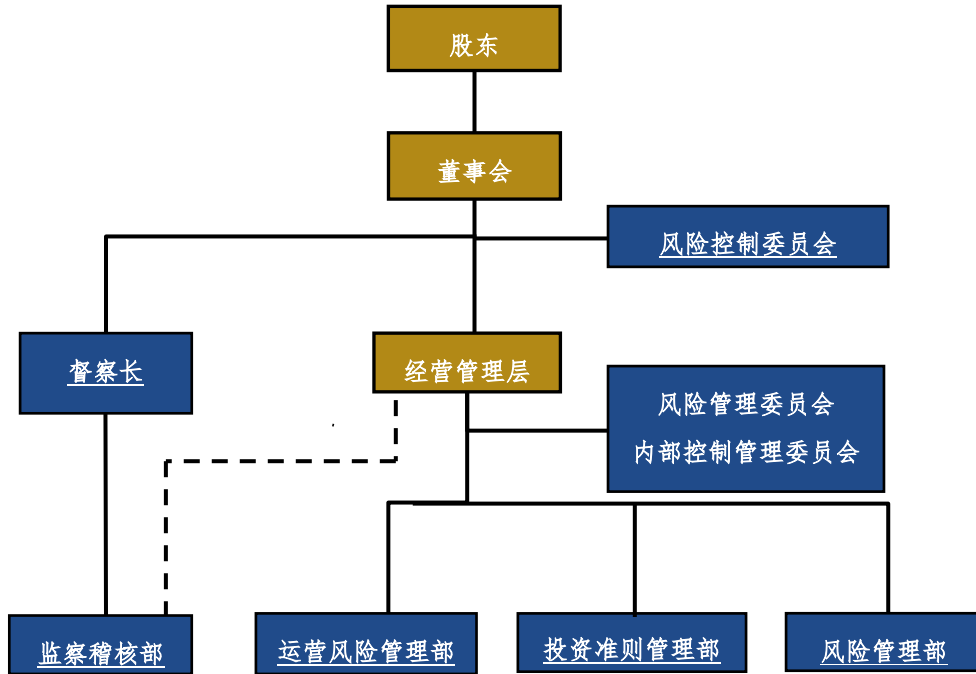 股东
董事会
风险控制委员会
督察长
经营管理层
风险管理委员会
内部控制管理委员会
监察稽核部
运营风险管理部
投资准则管理部
风险管理部